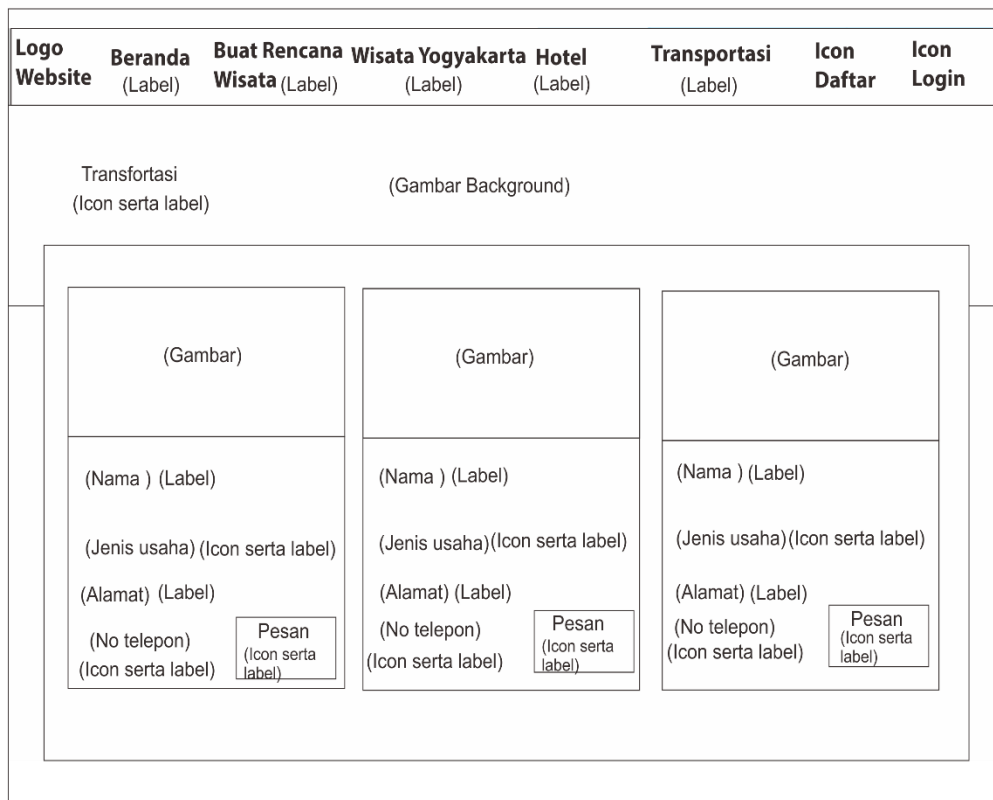 Logo
Website
Beranda
(Label)
Buat Rencana
Wisata (Label)
Wisata Yogyakarta
(Label)
Hotel
(Label)
Transportasi
(Label)
Icon
Daftar
Icon
Login
Transfortasi
(Icon serta label)
(Gambar Background)
(Gambar)
(Nama ) (Label)
(Jenis usaha) (Icon serta label)
(Alamat) (Label)
(No telepon)
(Icon serta label)
Pesan
(Icon serta
label)
(Gambar)
(Nama ) (Label)
(Jenis usaha) (Icon serta label)
(Alamat) (Label)
(No telepon)
(Icon serta label)
Pesan
(Icon serta
label)
(Gambar)
(Nama ) (Label)
(Jenis usaha) (Icon serta label)
(Alamat) (Label)
(No telepon)
(Icon serta label)
Pesan
(Icon serta
label)